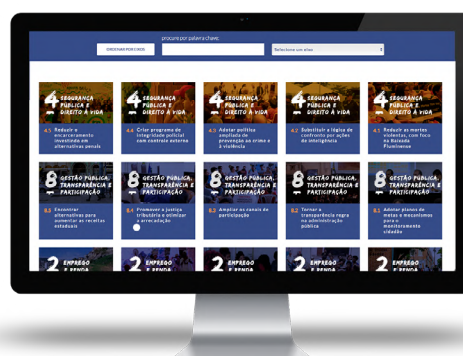 procure por palavra chave:
Selecione um eixo
4 SEGURANÇA PÚBLICA E DIREITO À VIDA
4.5 Reduzir o encarceramento investindo em alternativas penais
4 SEGURANÇA PÚBLICA E DIREITO À VIDA
4.4 Criar programa de integridade policial com controle externo
4 SEGURANÇA PÚBLICA E DIREITO À VIDA
4.3 Adotar política ampliada de prevenção ao crime e à violência
4 SEGURANÇA PÚBLICA E DIREITO À VIDA
4.2 Substituir a lógica de confronto por ações de inteligência
4 SEGURANÇA PÚBLICA E DIREITO À VIDA
4.1 Reduzir as mortes violentas, com foco na Baixada Fluminense
8 GESTÃO PÚBLICA, TRANSPARÊNCIA E PARTICIPAÇÃO
8.5 Encontrar alternativas para aumentar as receitas estaduais
8 GESTÃO PÚBLICA, TRANSPARÊNCIA E PARTICIPAÇÃO
8.4 Promover a justiça tributária e otimizar a arrecadação
8 GESTÃO PÚBLICA, TRANSPARÊNCIA E PARTICIPAÇÃO
8.3 Ampliar os canais de participação
8 GESTÃO PÚBLICA, TRANSPARÊNCIA E PARTICIPAÇÃO
8.2 Tornar a transparência regra na administração pública
8 GESTÃO PÚBLICA, TRANSPARÊNCIA E PARTICIPAÇÃO
8.1 Adotar planos de metas e mecanismos para o monitoramento cidadão
2 EMPREGO E RENDA
2 EMPREGO E RENDA
2 EMPREGO E RENDA
2 EMPREGO E RENDA
2 EMPREGO E RENDA